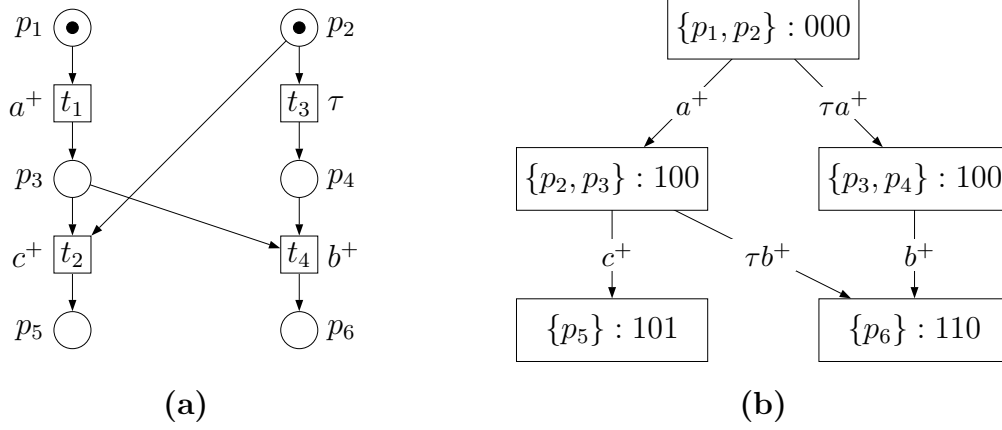 p₁
p₂
a⁺ t₁
t₃ τ
p₃
p₄
c⁺ t₂
t₄ b⁺
p₅
p₆
(a)
{p₁, p₂} : 000
a⁺
τa⁺
{p₂, p₃} : 100
{p₃, p₄} : 100
c⁺
τb⁺
b⁺
{p₅} : 101
{p₆} : 110
(b)